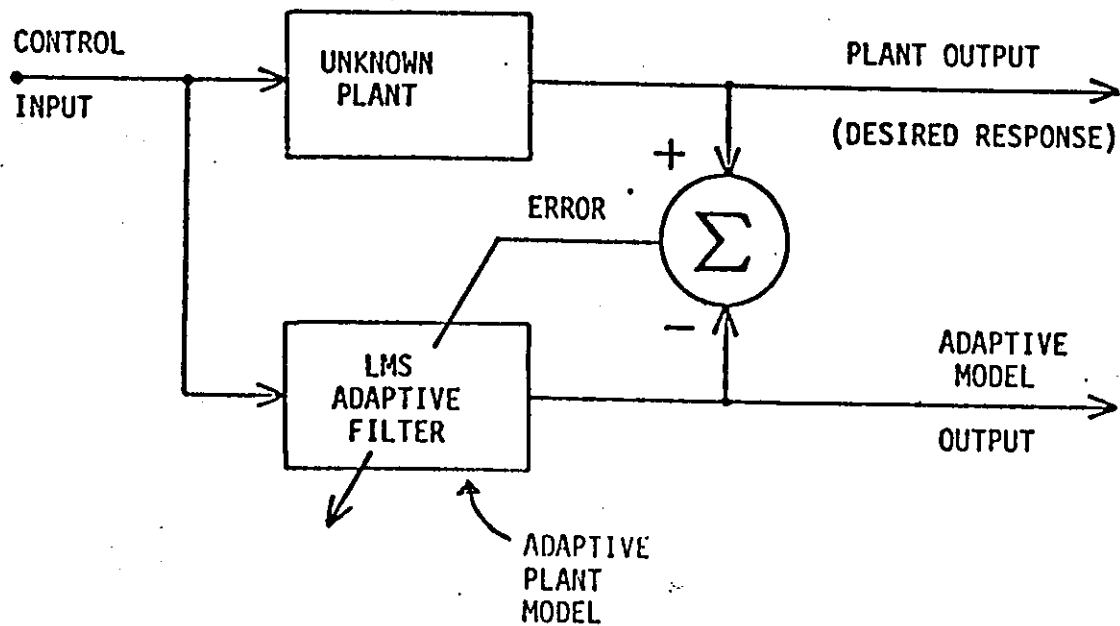 CONTROL
INPUT
UNKNOWN
PLANT
PLANT OUTPUT
(DESIRED RESPONSE)
+
ERROR
Σ
−
LMS
ADAPTIVE
FILTER
ADAPTIVE
MODEL
OUTPUT
ADAPTIVE
PLANT
MODEL